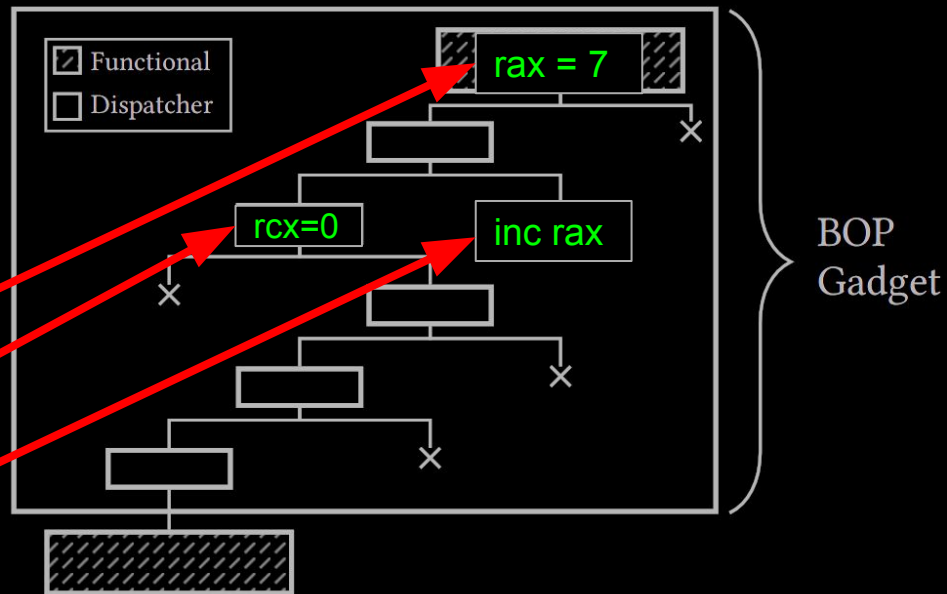 Functional
Dispatcher
rax = 7
rcx=0
inc rax
BOP
Gadget